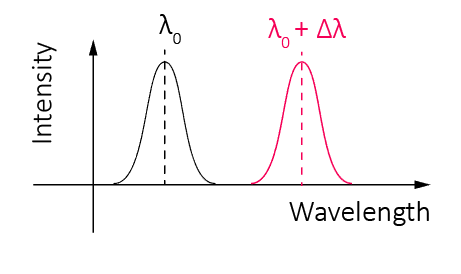 λ₀
λ₀ + Δλ
Intensity
Wavelength